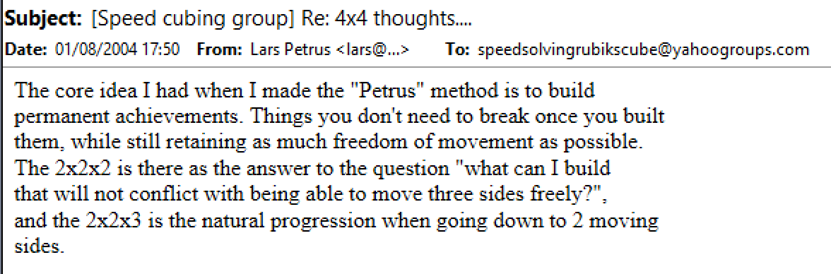 Subject: [Speed cubing group] Re: 4x4 thoughts....
Date: 01/08/2004 17:50 From: Lars Petrus <lars@...> To: speedsolvingrubikscube@yahoogroups.com
The core idea I had when I made the "Petrus" method is to build
permanent achievements. Things you don't need to break once you built
them, while still retaining as much freedom of movement as possible.
The 2x2x2 is there as the answer to the question "what can I build
that will not conflict with being able to move three sides freely?",
and the 2x2x3 is the natural progression when going down to 2 moving
sides.